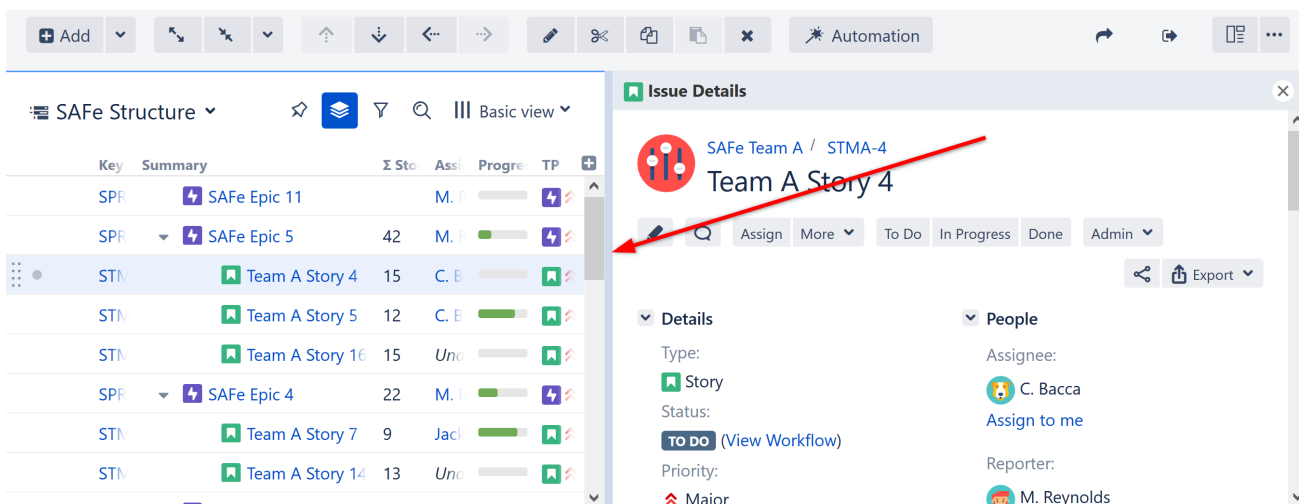 Add
Automation
SAFe Structure
Basic view
Key Summary Σ Sto Assi Progre TP
SPR SAFe Epic 11 M.
SPR SAFe Epic 5 42 M.
STM Team A Story 4 15 C. B
STM Team A Story 5 12 C. B
STM Team A Story 16 15 Una
SPR SAFe Epic 4 22 M.
STM Team A Story 7 9 Jack
STM Team A Story 14 13 Una
Issue Details
SAFe Team A / STMA-4
Team A Story 4
Assign More To Do In Progress Done Admin
Export
Details
Type:
Story
Status:
TO DO (View Workflow)
Priority:
Major
People
Assignee:
C. Bacca
Assign to me
Reporter:
M. Reynolds